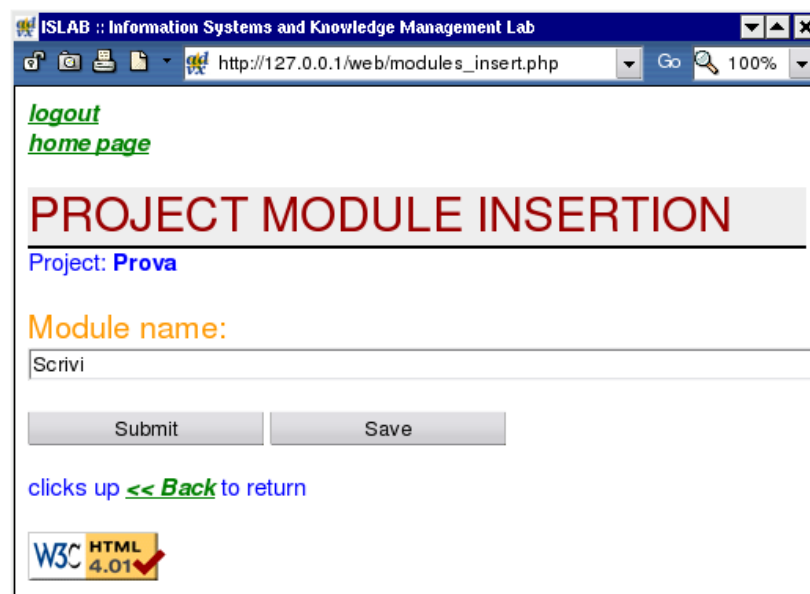 ISLAB :: Information Systems and Knowledge Management Lab
http://127.0.0.1/web/modules_insert.php Go 100%
logout
home page
PROJECT MODULE INSERTION
Project: Prova
Module name:
Scrivi
Submit Save
clicks up << Back to return
W3C HTML
4.01